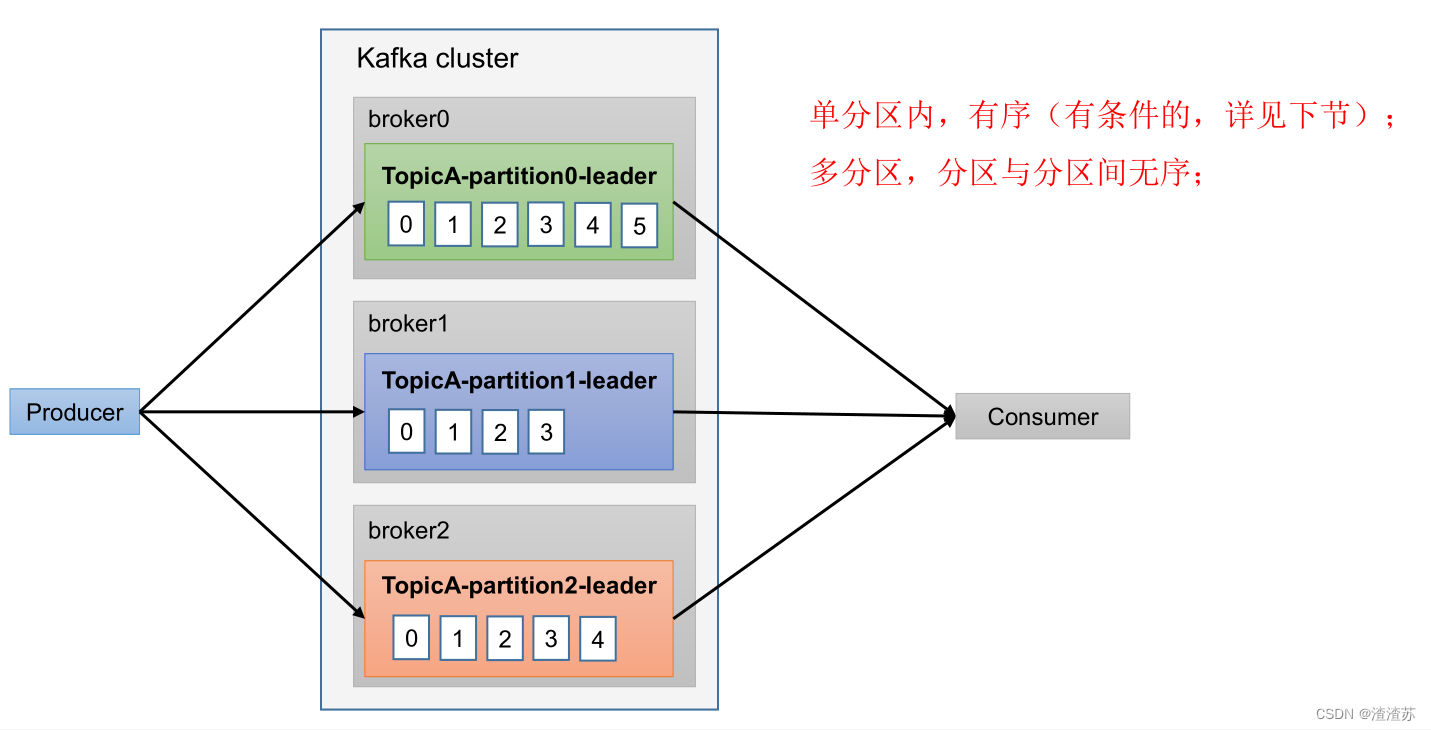 Kafka cluster
broker0
TopicA-partition0-leader
0 1 2 3 4 5
broker1
TopicA-partition1-leader
0 1 2 3
broker2
TopicA-partition2-leader
0 1 2 3 4
Producer
Consumer
单分区内，有序（有条件的，详见下节）；
多分区，分区与分区间无序；
CSDN @渣渣苏